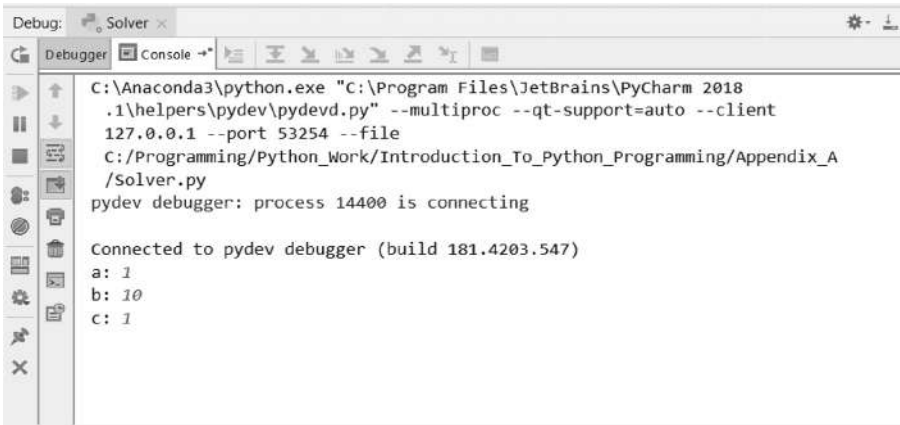 Debug: Solver
Debugger Console
C:\Anaconda3\python.exe "C:\Program Files\JetBrains\PyCharm 2018
.1\helpers\pydev\pydevd.py" --multiproc --qt-support=auto --client
127.0.0.1 --port 53254 --file
C:/Programming/Python_Work/Introduction_To_Python_Programming/Appendix_A
/Solver.py
pydev debugger: process 14400 is connecting
Connected to pydev debugger (build 181.4203.547)
a: 1
b: 10
c: 1